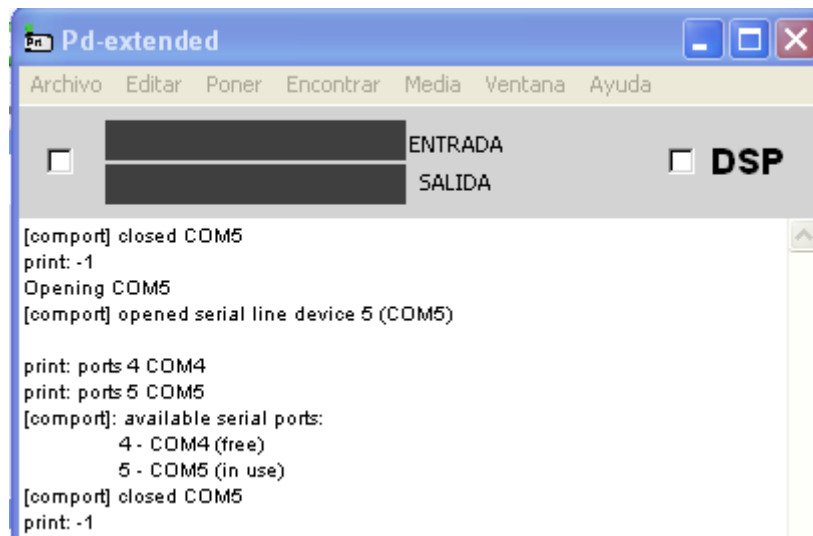 Pd-extended
Archivo Editar Poner Encontrar Media Ventana Ayuda
ENTRADA
SALIDA
DSP
[comport] closed COM5
print: -1
Opening COM5
[comport] opened serial line device 5 (COM5)
print: ports 4 COM4
print: ports 5 COM5
[comport]: available serial ports:
4 - COM4 (free)
5 - COM5 (in use)
[comport] closed COM5
print: -1